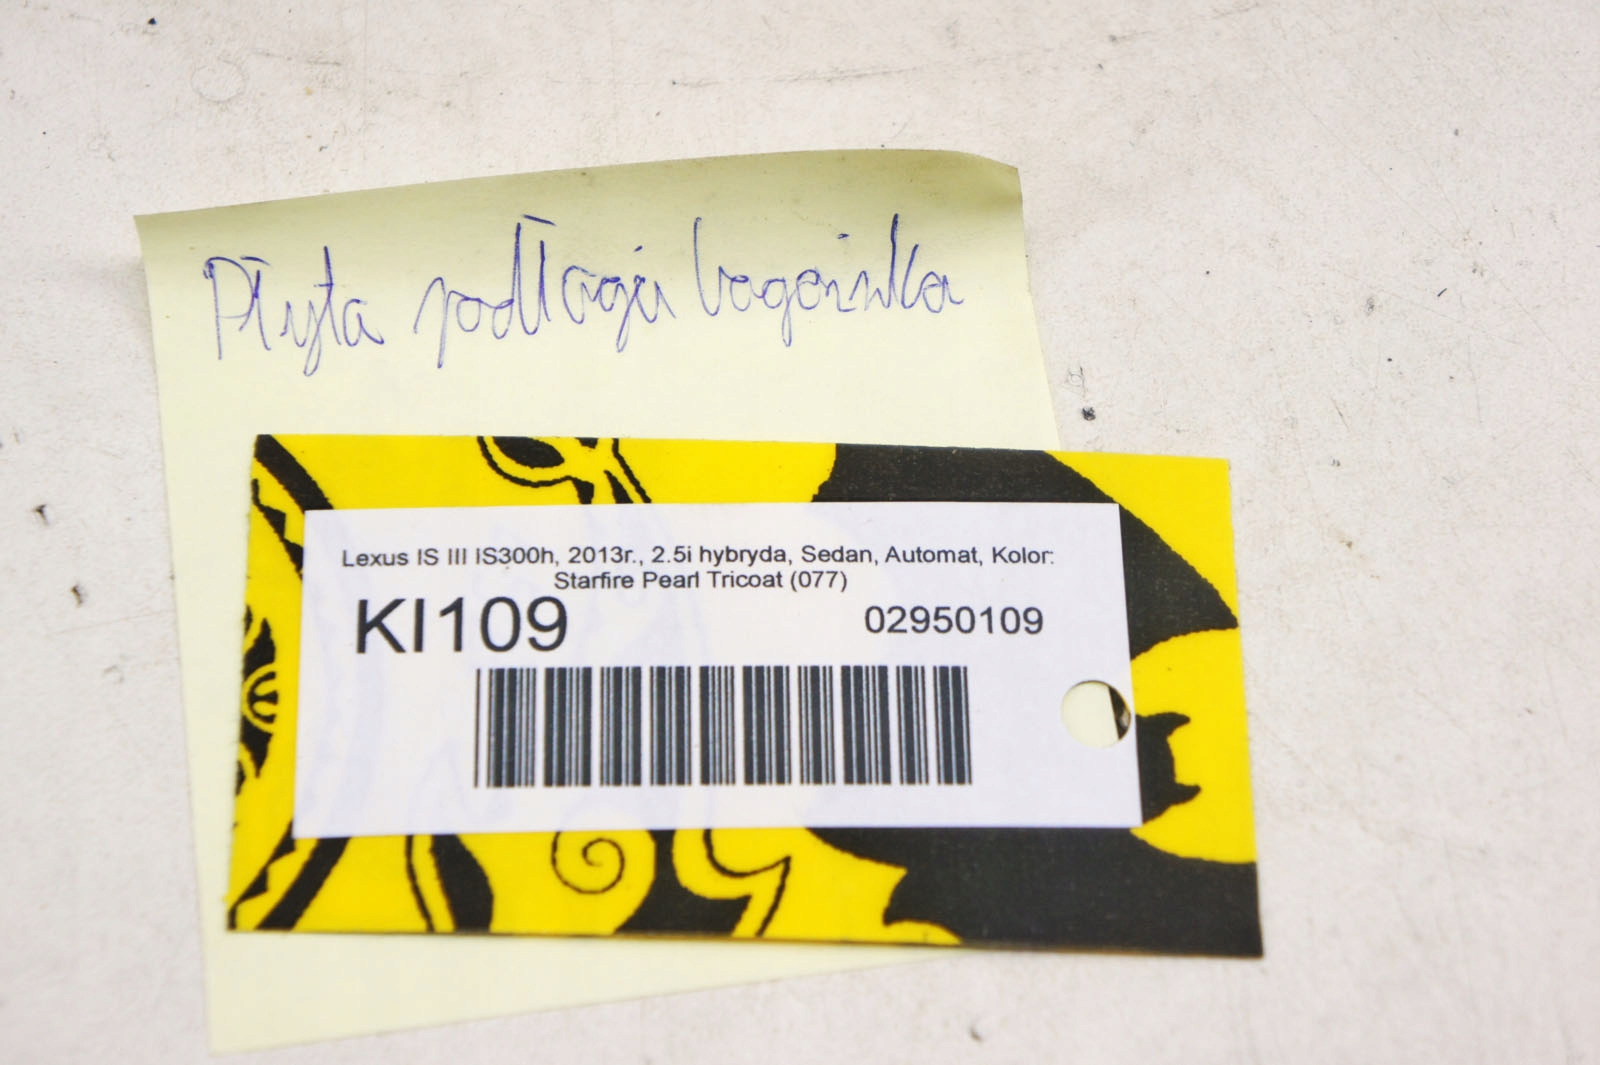 Płyta podłogi bagażnika
Lexus IS III IS300h, 2013r., 2.5i hybryda, Sedan, Automat, Kolor:
Starfire Pearl Tricoat (077)
KI109
02950109